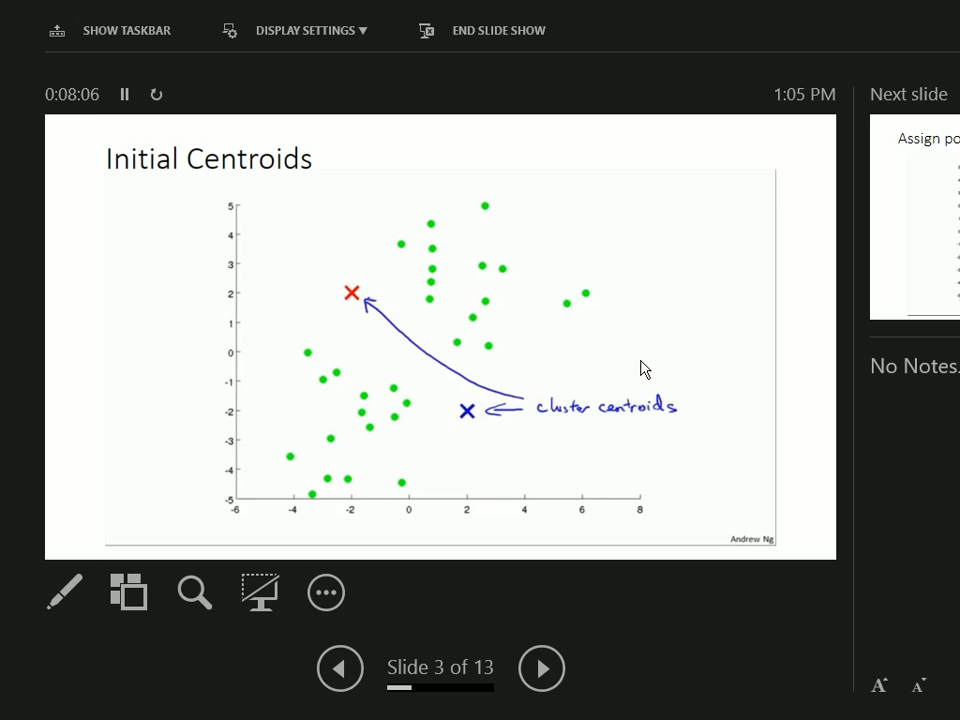 SHOW TASKBAR
DISPLAY SETTINGS
END SLIDE SHOW
0:08:06
1:05 PM
Next slide
Initial Centroids
Assign po
5
4
3
2
1
0
-1
-2
-3
-4
-5
-6 -4 -2 0 2 4 6 8
cluster centroids
Andrew Ng
No Notes.
Slide 3 of 13
A A